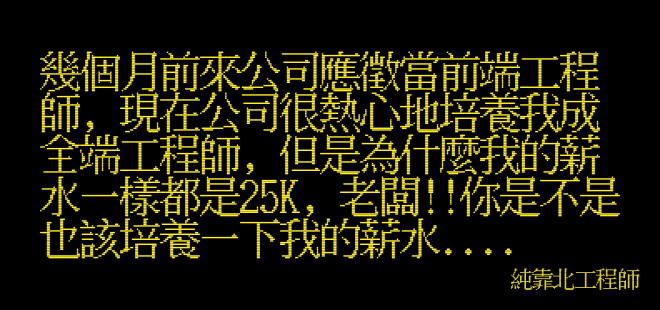 幾個月前來公司應徵當前端工程
師, 現在公司很熱心地培養我成
全端工程師, 但是為什麼我的薪
水一樣都是25K, 老闆!!你是不是
也該培養一下我的薪水....
純靠北工程師